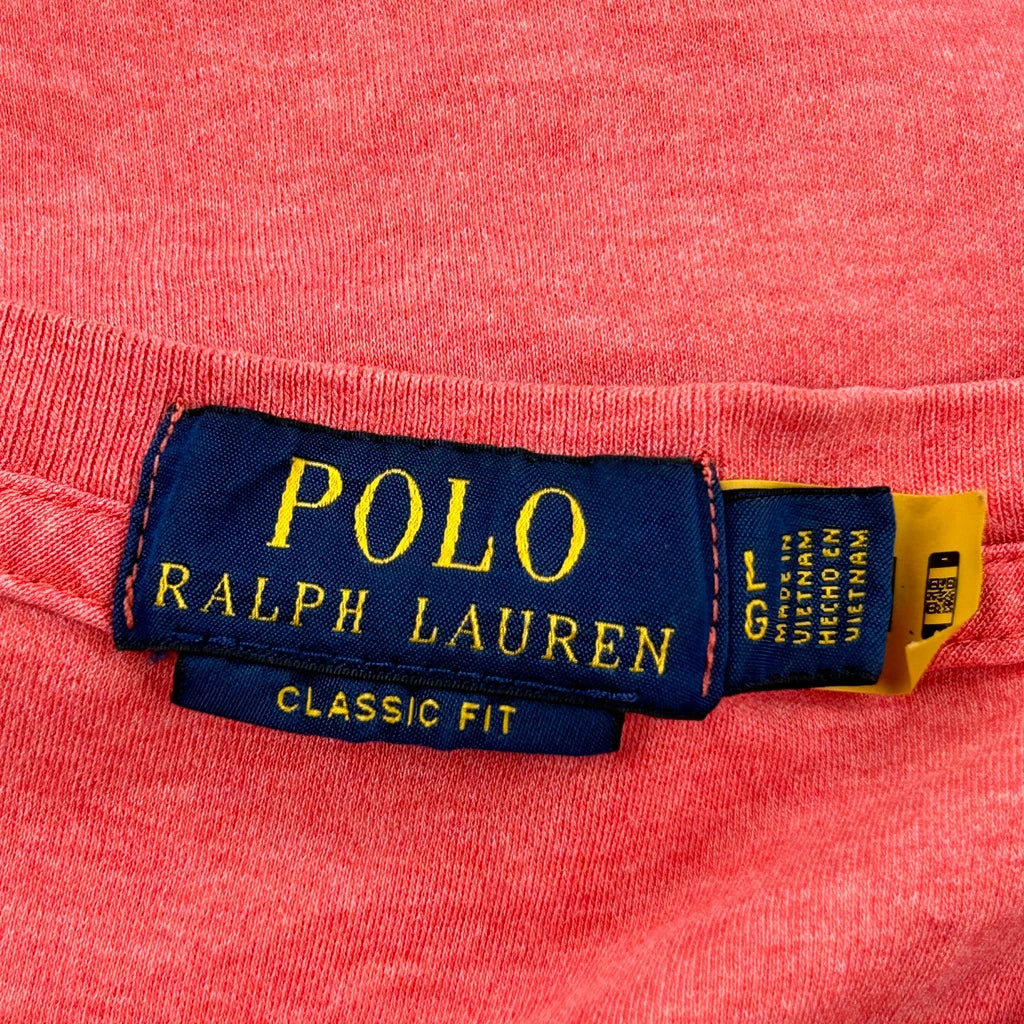 POLO
RALPH LAUREN
CLASSIC FIT
L
G
MADE IN
VIETNAM
HECHO EN
VIETNAM